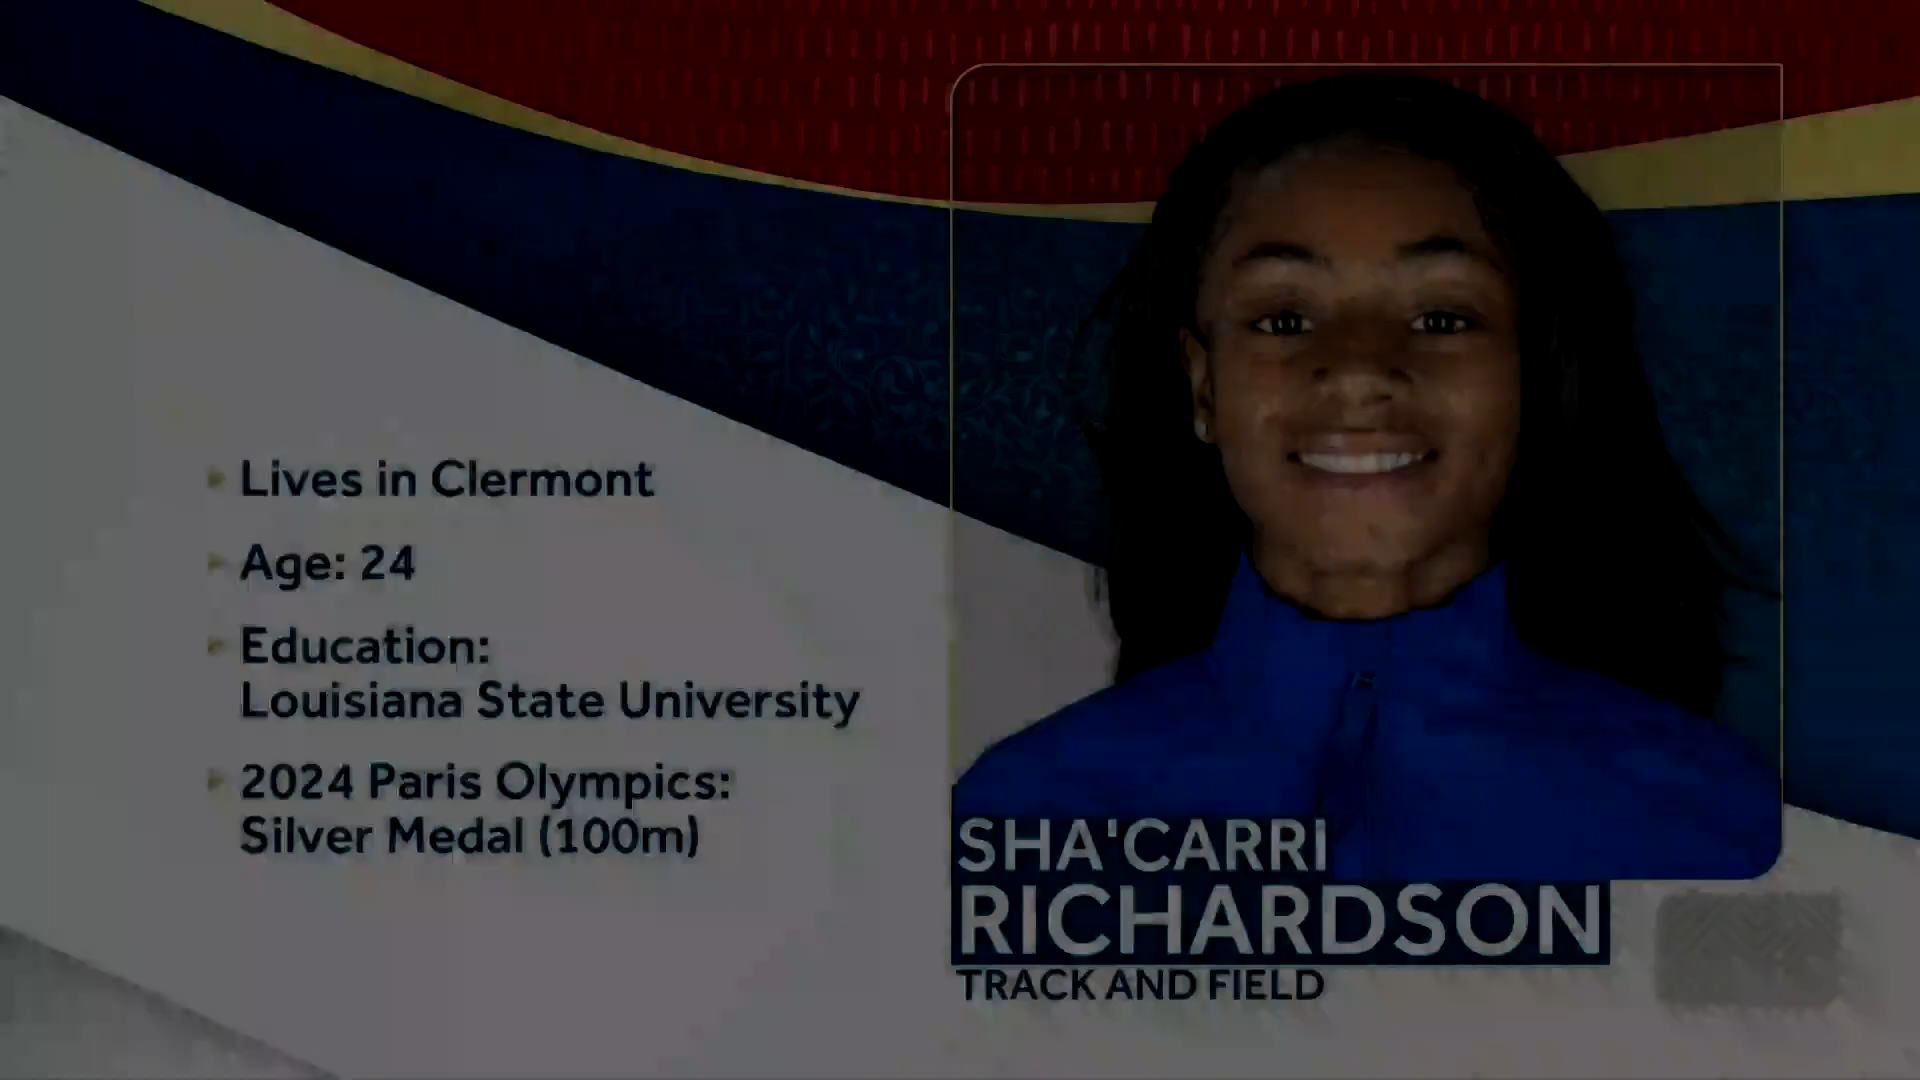 Lives in Clermont
Age: 24
Education:
Louisiana State University
2024 Paris Olympics:
Silver Medal (100m)
SHA'CARRI
RICHARDSON
TRACK AND FIELD